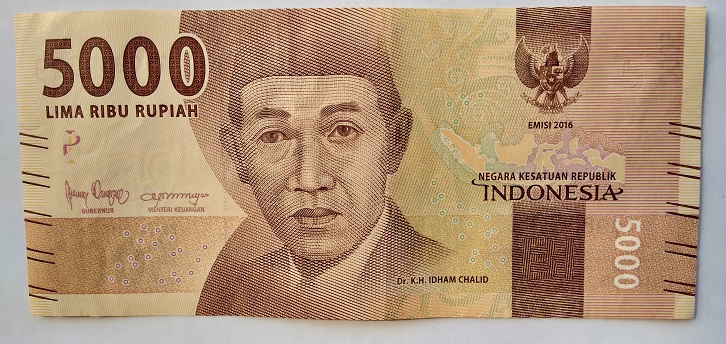 5000
LIMA RIBU RUPIAH
EMISI 2016
NEGARA KESATUAN REPUBLIK
INDONESIA
GUBERNUR
MENTERI KEUANGAN
5000
Dr. K.H. IDHAM CHALID